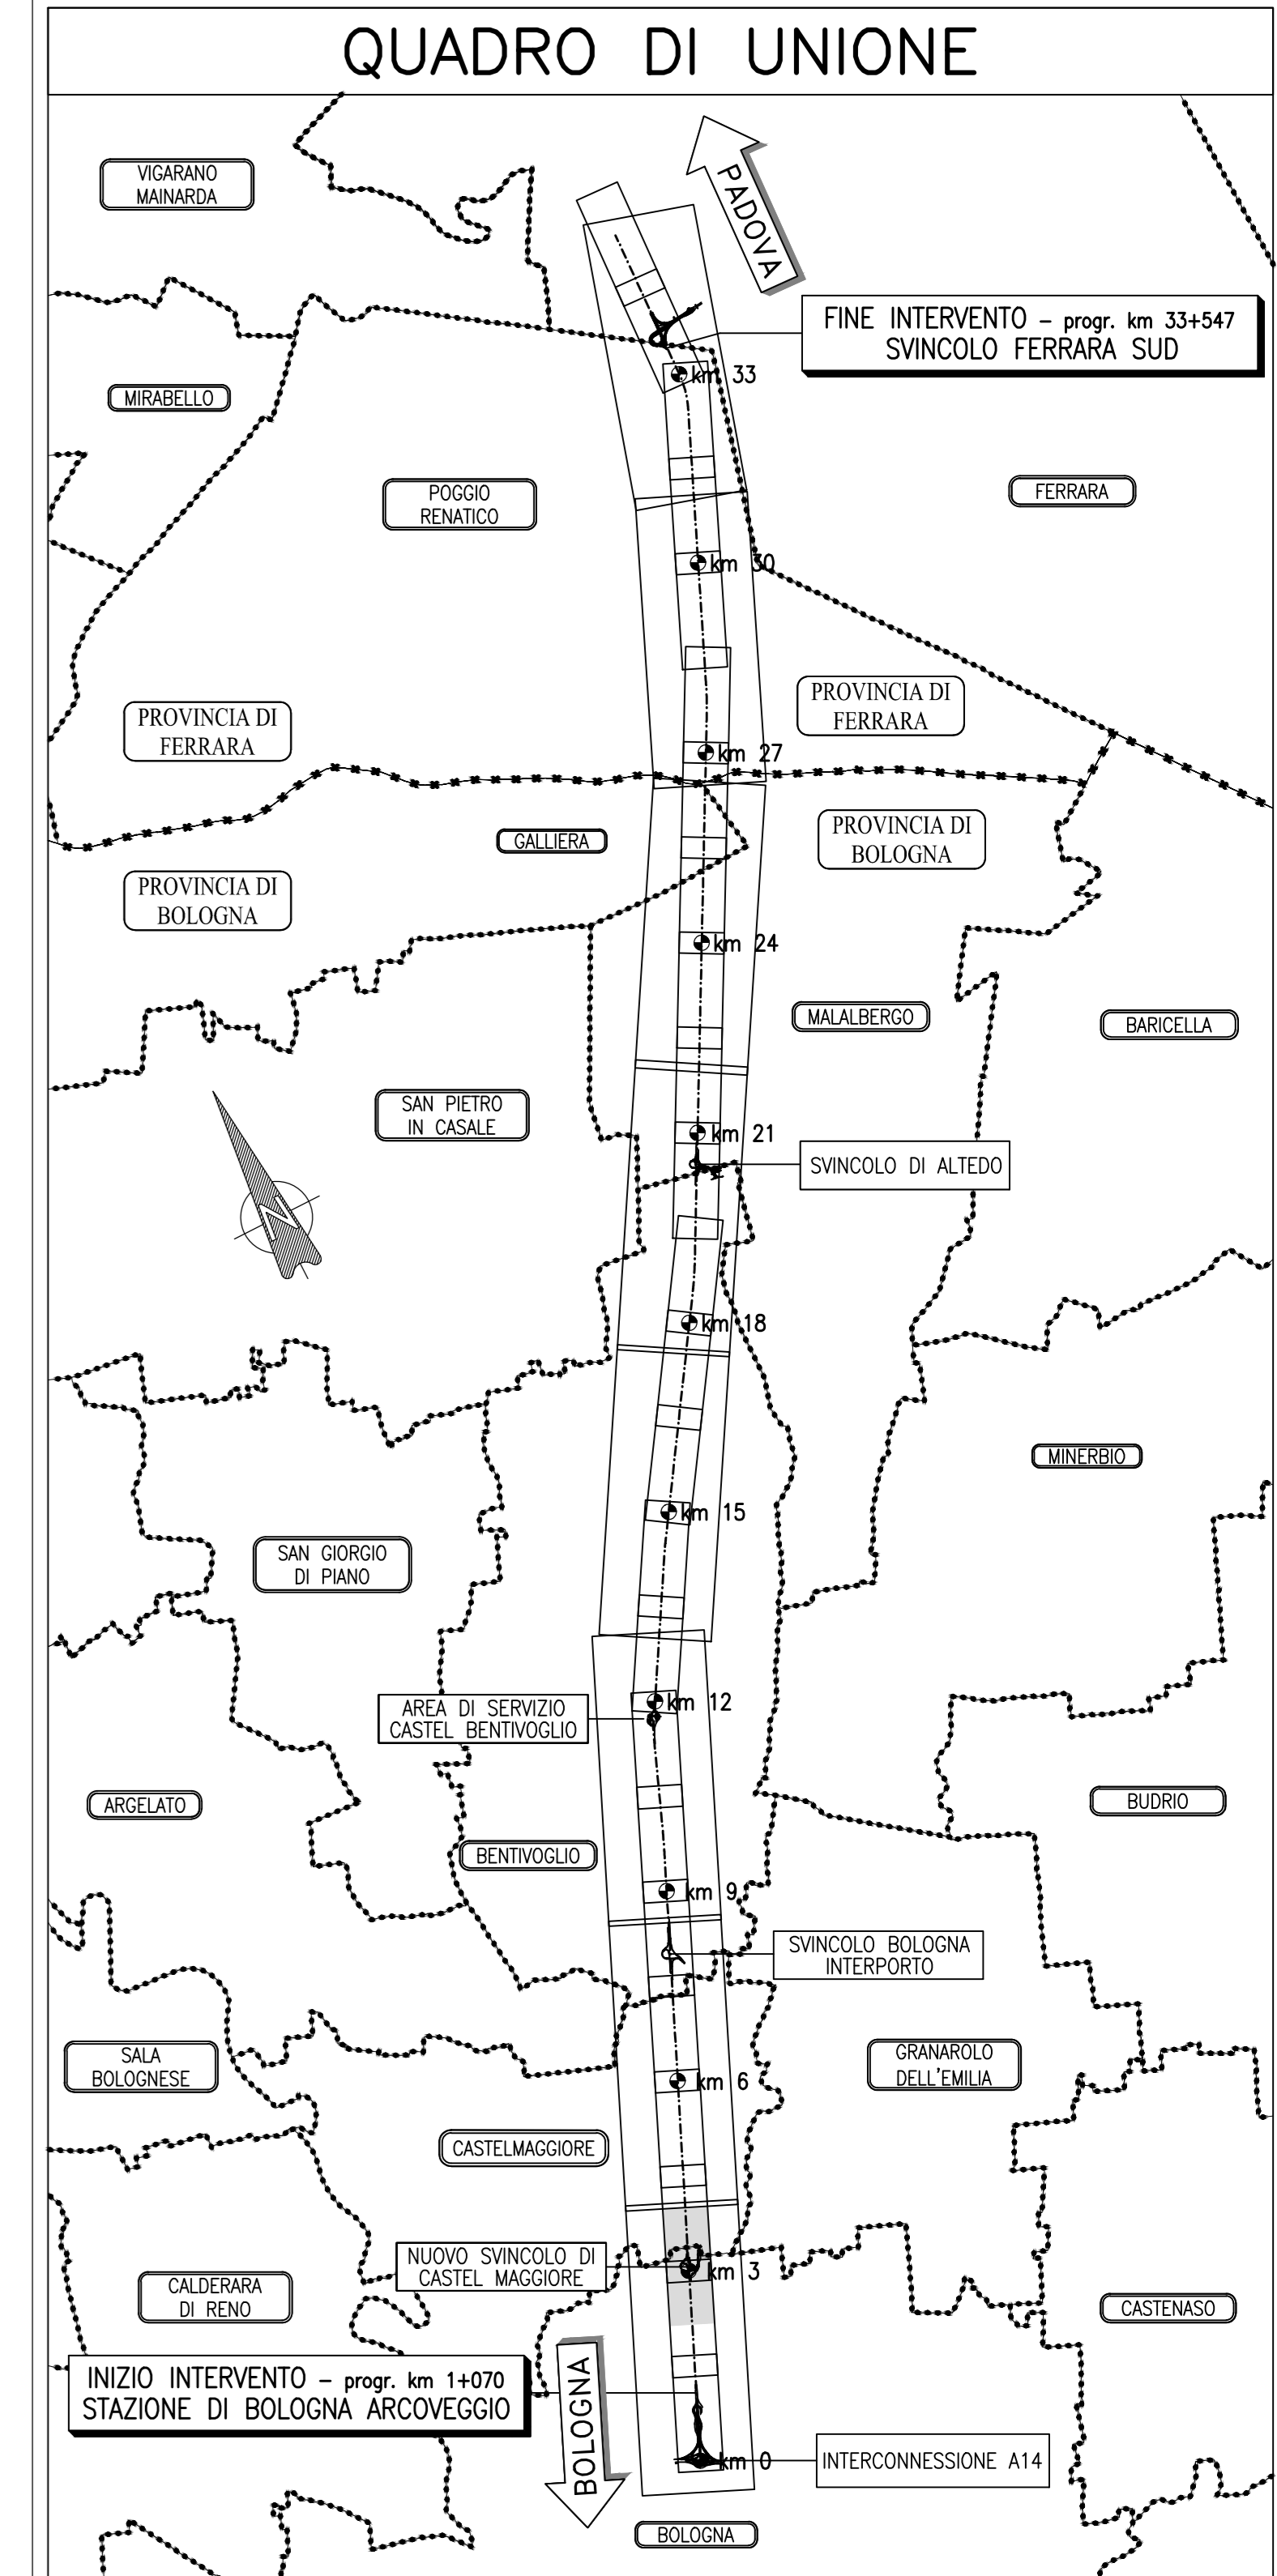 QUADRO DI UNIONE
VIGARANO
MAINARDA
PADOVA
FINE INTERVENTO – progr. km 33+547
SVINCOLO FERRARA SUD
km 33
MIRABELLO
POGGIO
RENATICO
FERRARA
km 30
PROVINCIA DI
FERRARA
PROVINCIA DI
FERRARA
km 27
GALLIERA
PROVINCIA DI
BOLOGNA
PROVINCIA DI
BOLOGNA
km 24
MALALBERGO
BARICELLA
SAN PIETRO
IN CASALE
km 21
SVINCOLO DI ALTEDO
N
km 18
MINERBIO
km 15
SAN GIORGIO
DI PIANO
km 12
AREA DI SERVIZIO
CASTEL BENTIVOGLIO
ARGELATO
BUDRIO
BENTIVOGLIO
km 9
SVINCOLO BOLOGNA
INTERPORTO
SALA
BOLOGNESE
GRANAROLO
DELL'EMILIA
km 6
CASTELMAGGIORE
NUOVO SVINCOLO DI
CASTEL MAGGIORE
km 3
CALDERARA
DI RENO
CASTENASO
INIZIO INTERVENTO – progr. km 1+070
STAZIONE DI BOLOGNA ARCOVEGGIO
BOLOGNA
km 0
INTERCONNESSIONE A14
BOLOGNA